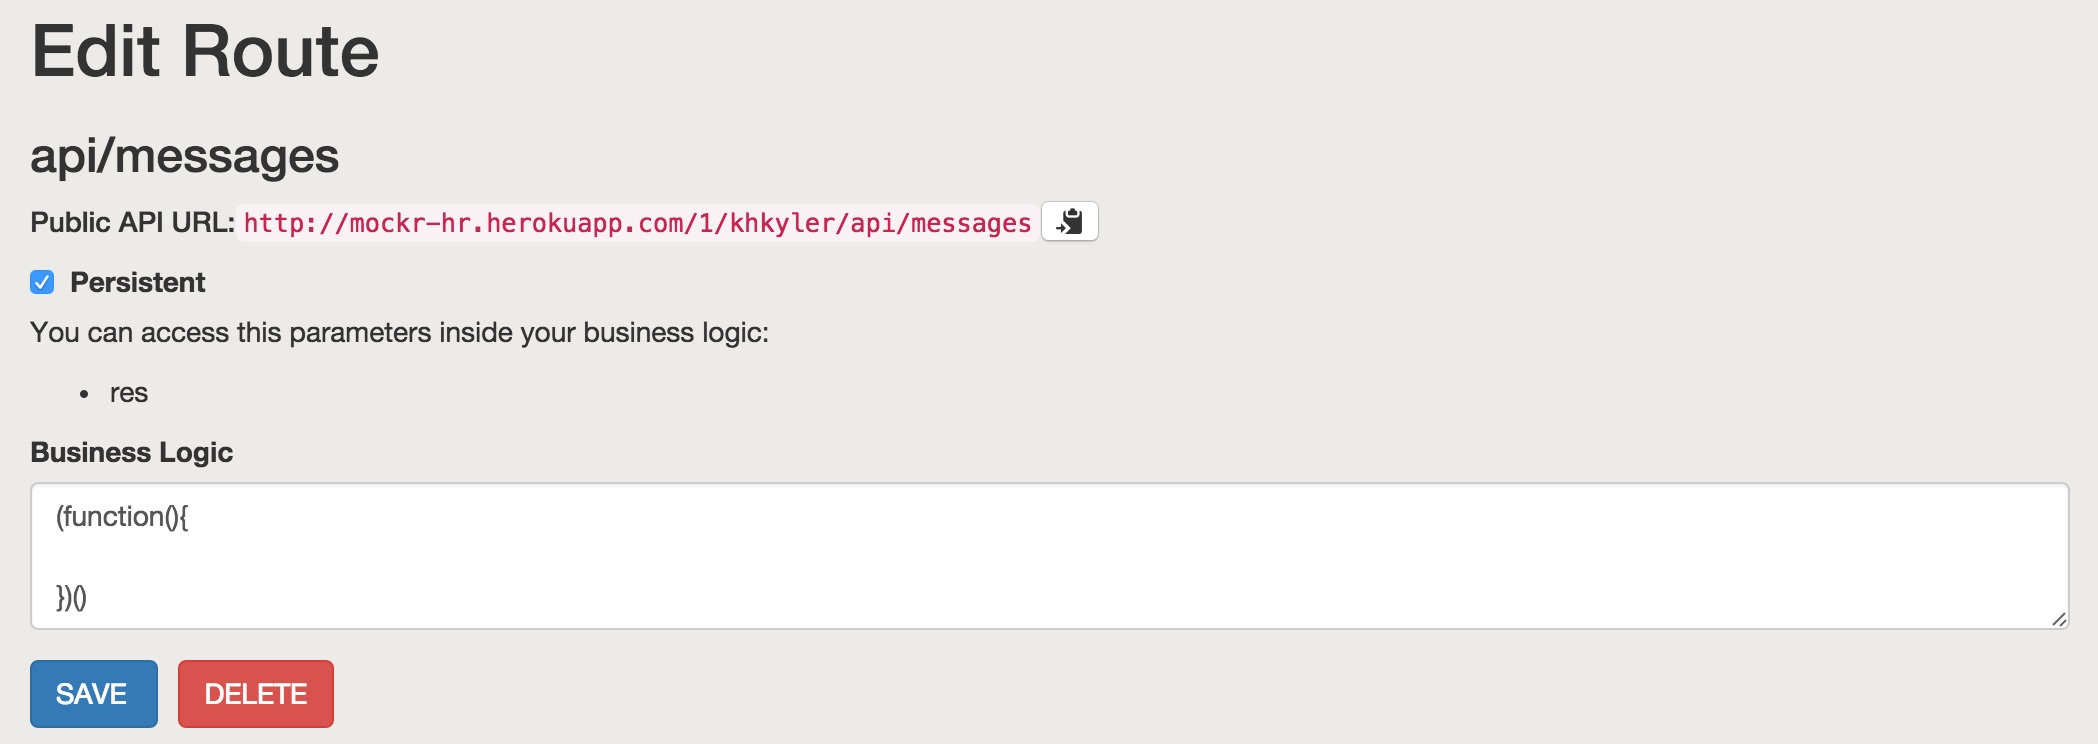 Edit Route
api/messages
Public API URL: http://mockr-hr.herokuapp.com/1/khkyler/api/messages
Persistent
You can access this parameters inside your business logic:
• res
Business Logic
(function(){
})()
SAVE DELETE